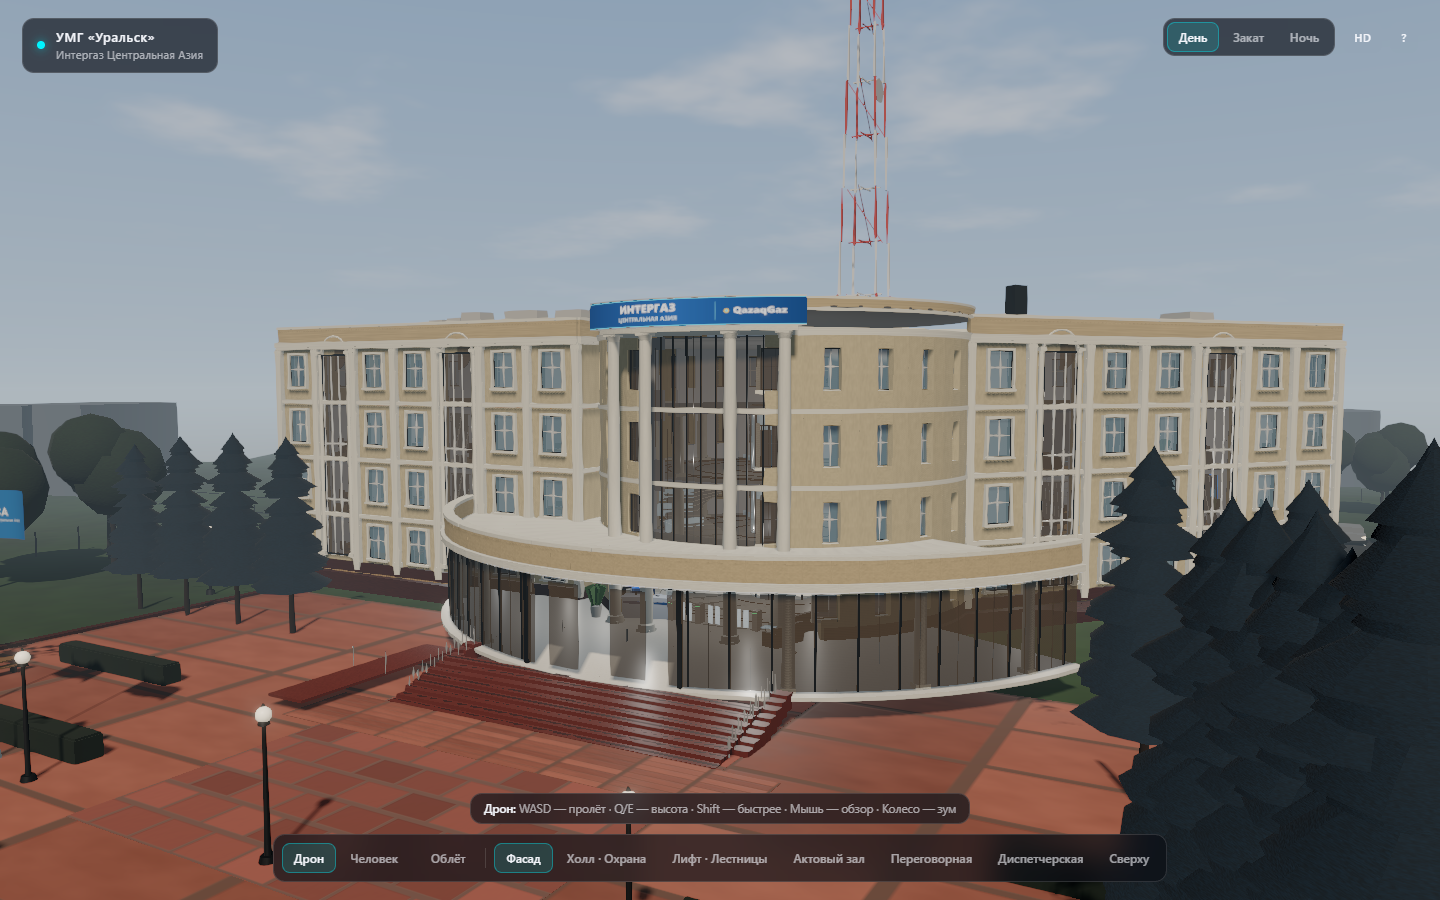 УМГ «Уральск»
Интергаз Центральная Азия
День Закат Ночь HD ?
ИНТЕРГАЗ
ЦЕНТРАЛЬНАЯ АЗИЯ
QazaqGaz
Дрон: WASD — пролёт · Q/E — высота · Shift — быстрее · Мышь — обзор · Колесо — зум
Дрон Человек Облёт Фасад Холл · Охрана Лифт · Лестницы Актовый зал Переговорная Диспетчерская Сверху